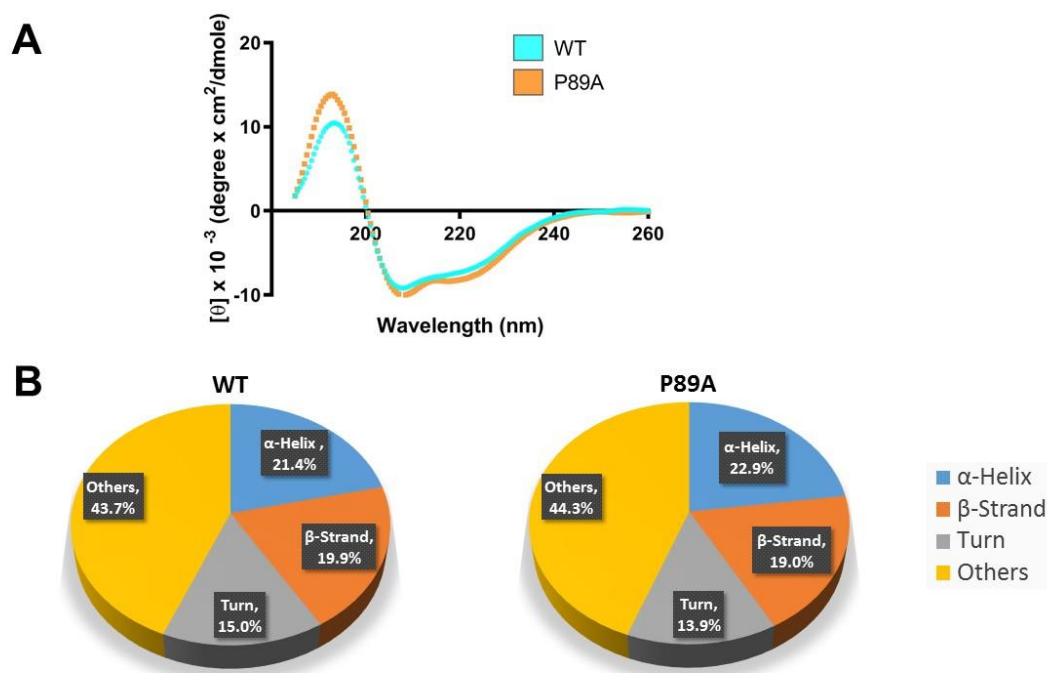 A
[θ] x 10 ⁻³ (degree x cm²/dmole)
20
10
0
-10
200
220
240
260
Wavelength (nm)
WT
P89A
B
WT
α-Helix ,
21.4%
β-Strand,
19.9%
Turn,
15.0%
Others,
43.7%
P89A
α-Helix,
22.9%
β-Strand,
19.0%
Turn,
13.9%
Others,
44.3%
α-Helix
β-Strand
Turn
Others